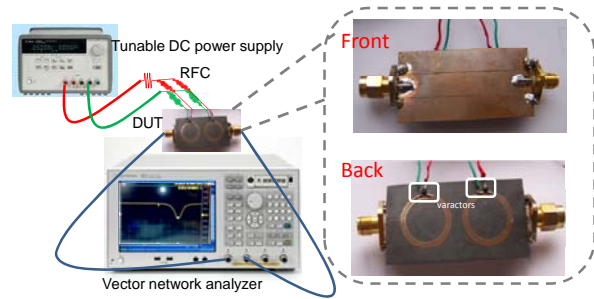 Tunable DC power supply
RFC
DUT
Vector network analyzer
Front
Back
varactors